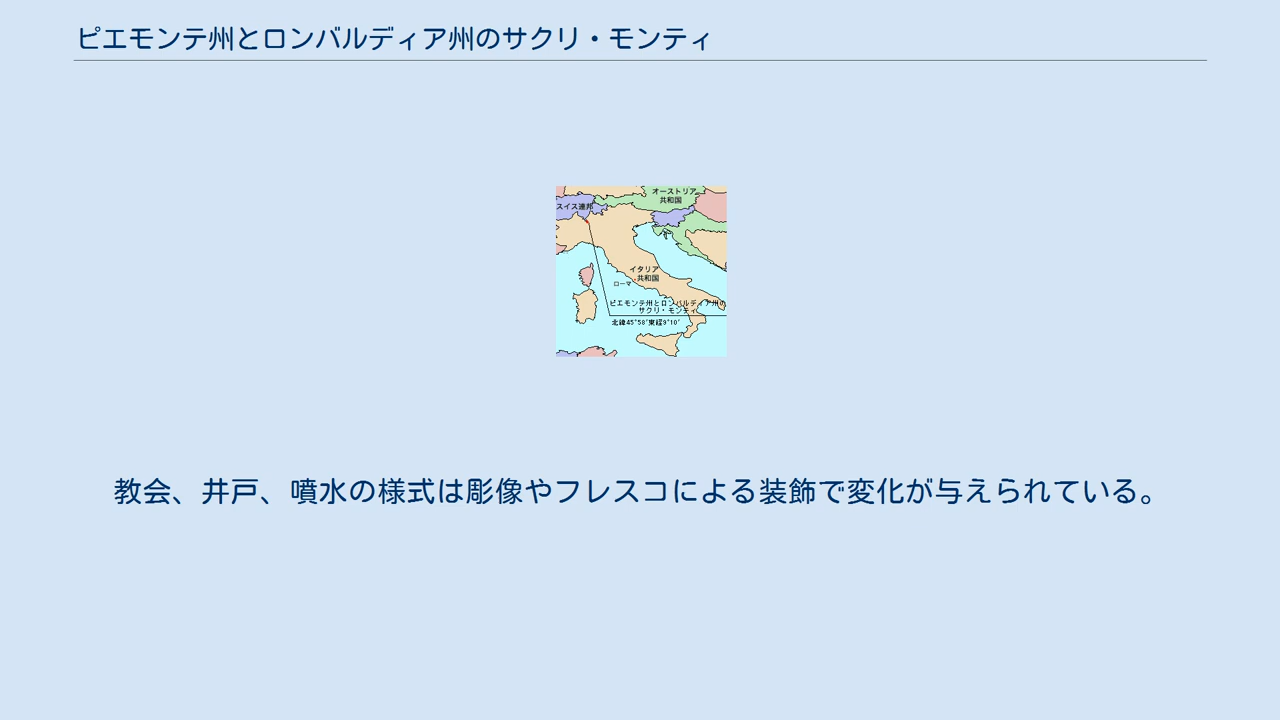 ピエモンテ州とロンバルディア州のサクリ・モンティ
オーストリア
共和国
スイス連邦
イタリア
共和国
ローマ
ピエモンテ州とロンバルディア州の
サクリ・モンティ
北緯45°58′東経9°10′
教会、井戸、噴水の様式は彫像やフレスコによる装飾で変化が与えられている。